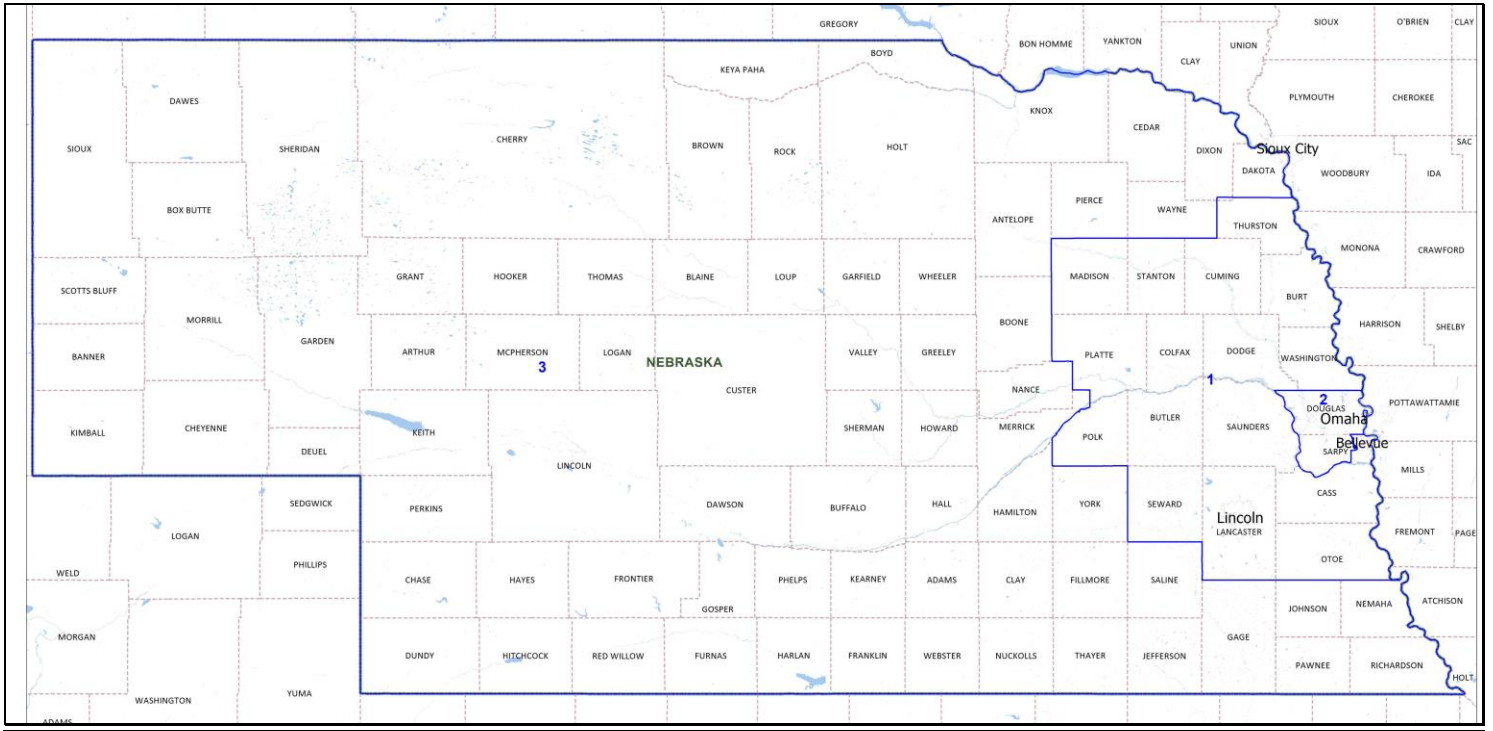 GREGORY
SIOUX
O'BRIEN
CLAY
BON HOMME
YANKTON
UNION
BOYD
CLAY
KEYA PAHA
PLYMOUTH
CHEROKEE
DAWES
KNOX
CEDAR
SIOUX
SHERIDAN
CHERRY
BROWN
ROCK
HOLT
DIXON
Sioux City
SAC
DAKOTA
WOODBURY
IDA
BOX BUTTE
PIERCE
WAYNE
ANTELOPE
THURSTON
MONONA
CRAWFORD
GRANT
HOOKER
THOMAS
BLAINE
LOUP
GARFIELD
WHEELER
MADISON
STANTON
CUMING
SCOTTS BLUFF
BURT
MORRILL
BOONE
HARRISON
SHELBY
GARDEN
BANNER
ARTHUR
MCPHERSON
LOGAN
VALLEY
GREELEY
PLATTE
COLFAX
DODGE
WASHINGTON
3
NEBRASKA
1
CUSTER
NANCE
2
POTTAWATTAMIE
DOUGLAS
KIMBALL
CHEYENNE
KEITH
SHERMAN
HOWARD
MERRICK
BUTLER
SAUNDERS
Omaha
POLK
Bellevue
DEUEL
SARPY
LINCOLN
MILLS
CASS
SEDGWICK
PERKINS
DAWSON
BUFFALO
HALL
HAMILTON
YORK
SEWARD
Lincoln
LANCASTER
FREMONT
PAGE
LOGAN
OTOE
PHILLIPS
WELD
CHASE
HAYES
FRONTIER
PHELPS
KEARNEY
ADAMS
CLAY
FILLMORE
SALINE
GOSPER
JOHNSON
NEMAHA
ATCHISON
MORGAN
GAGE
DUNDY
HITCHCOCK
RED WILLOW
FURNAS
HARLAN
FRANKLIN
WEBSTER
NUCKOLLS
THAYER
JEFFERSON
PAWNEE
RICHARDSON
HOLT
WASHINGTON
YUMA
ADAMS